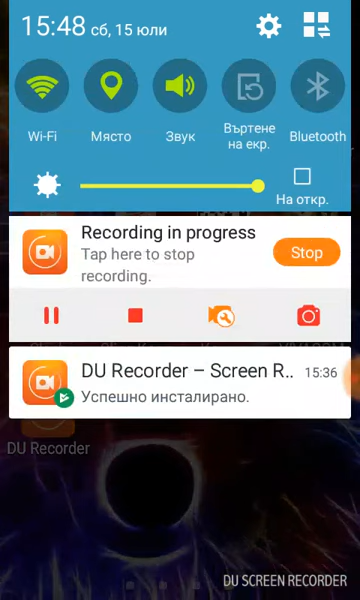 15:48 сб, 15 юли
Wi-Fi
Място
Звук
Въртене
на екр.
Bluetooth
На откр.
Recording in progress
Tap here to stop
recording.
Stop
DU Recorder – Screen R.. 15:36
Успешно инсталирано.
DU Recorder
DU SCREEN RECORDER